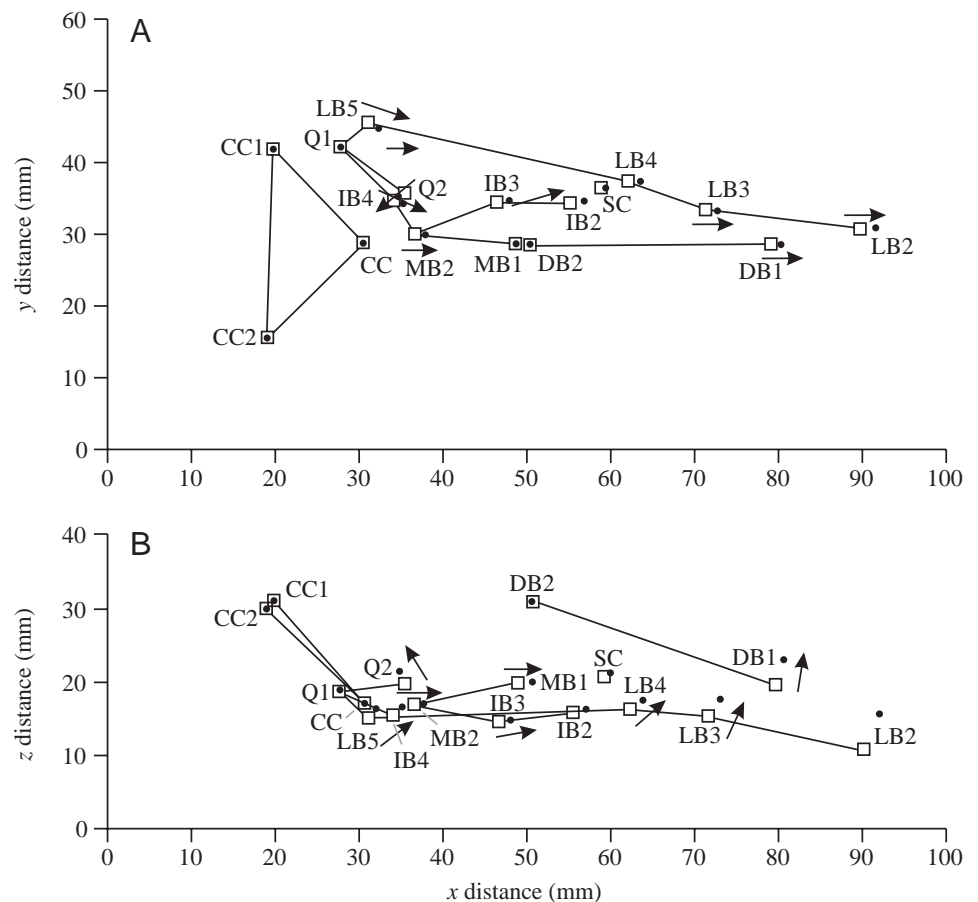 A
60
50
40
30
20
10
0
y distance (mm)
LB5
CC1
Q1
LB4
IB4
Q2
IB3
SC
LB3
IB2
CC
MB2
MB1
DB2
DB1
LB2
CC2
0
10
20
30
40
50
60
70
80
90
100
B
40
30
20
10
0
z distance (mm)
CC1
CC2
DB2
Q2
SC
DB1
Q1
MB1
LB4
CC
IB3
LB5
MB2
IB2
LB3
LB2
IB4
0
10
20
30
40
50
60
70
80
90
100
x distance (mm)